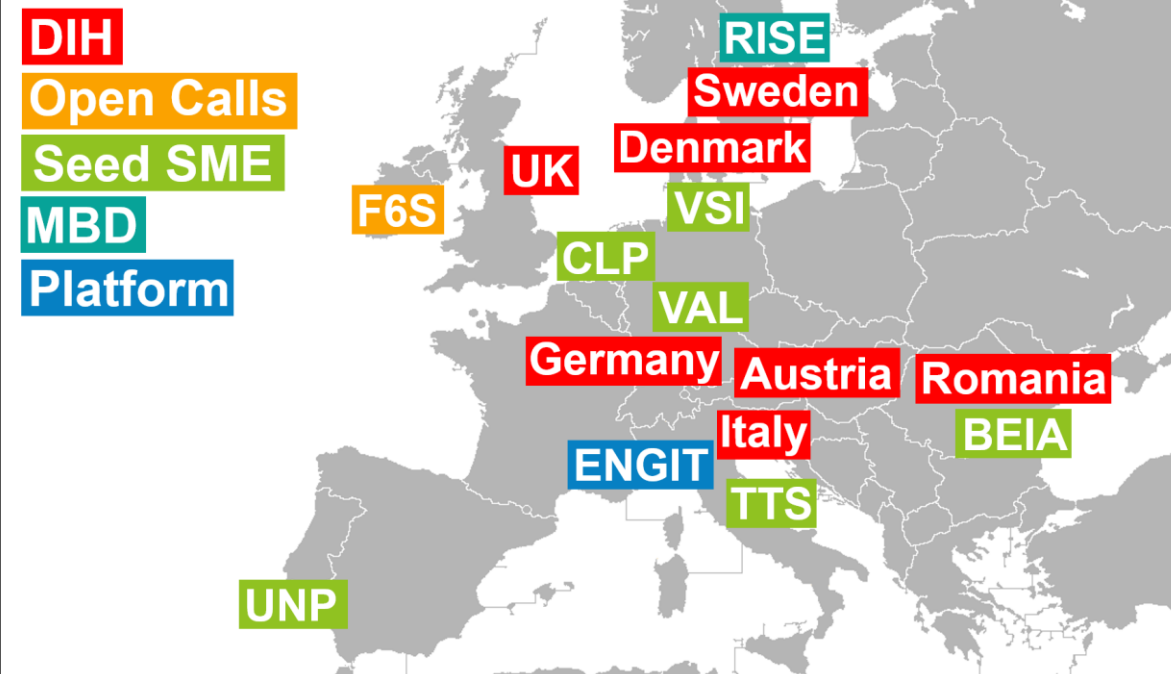 DIH
Open Calls
Seed SME
MBD
Platform
RISE
Sweden
Denmark
UK
F6S
VSI
CLP
VAL
Germany
Austria
Romania
Italy
BEIA
ENGIT
TTS
UNP